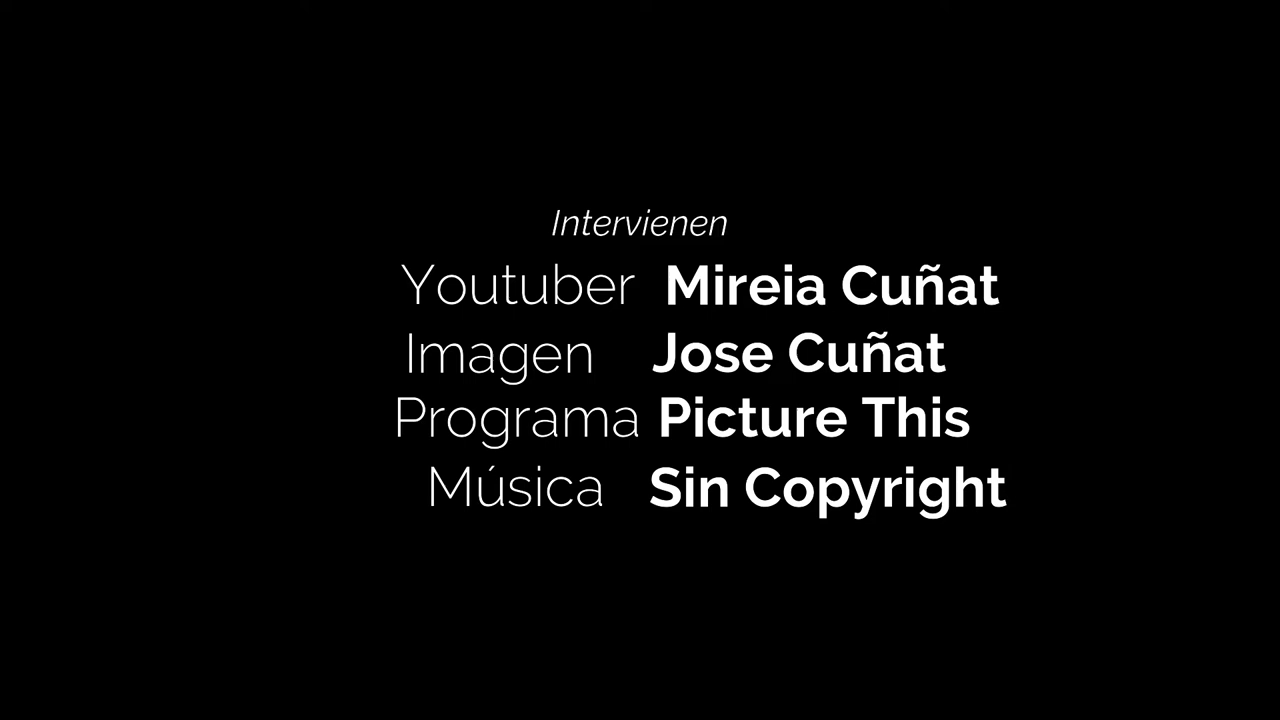 Intervienen
Youtuber Mireia Cuñat
Imagen Jose Cuñat
Programa Picture This
Música Sin Copyright